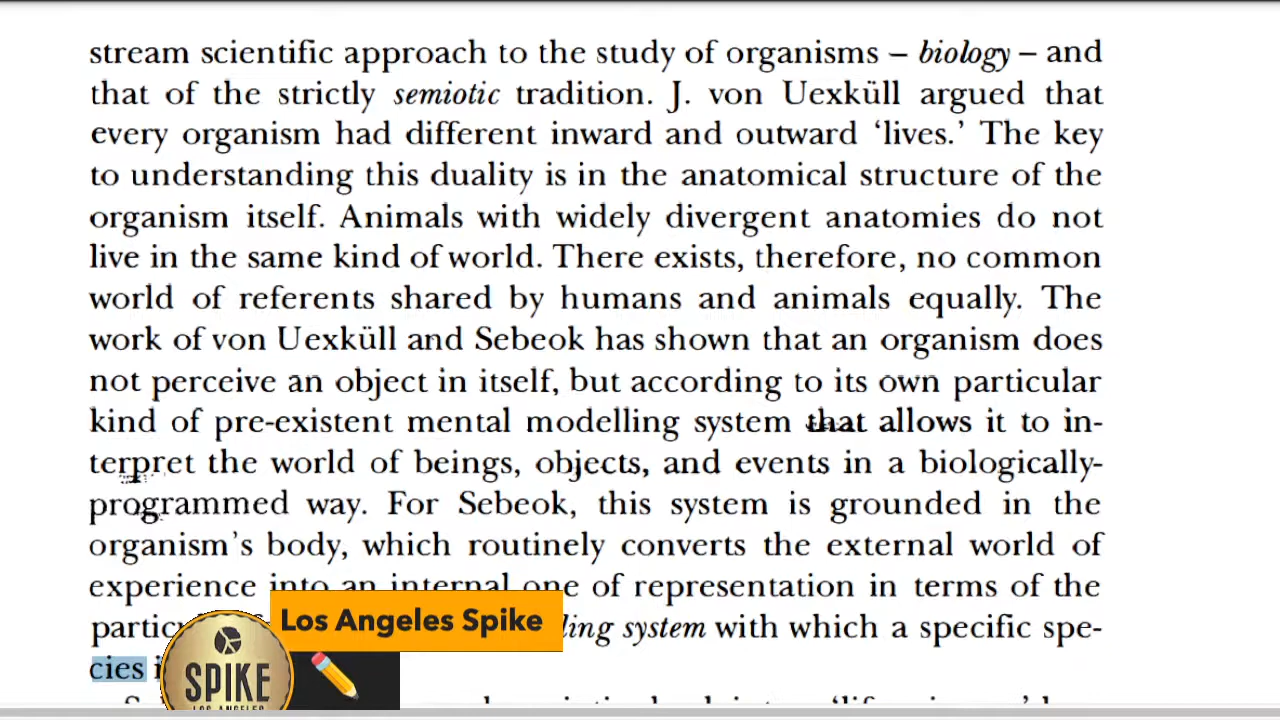 stream scientific approach to the study of organisms – biology – and
that of the strictly semiotic tradition. J. von Uexküll argued that
every organism had different inward and outward ‘lives.’ The key
to understanding this duality is in the anatomical structure of the
organism itself. Animals with widely divergent anatomies do not
live in the same kind of world. There exists, therefore, no common
world of referents shared by humans and animals equally. The
work of von Uexküll and Sebeok has shown that an organism does
not perceive an object in itself, but according to its own particular
kind of pre-existent mental modelling system that allows it to in-
terpret the world of beings, objects, and events in a biologically-
programmed way. For Sebeok, this system is grounded in the
organism’s body, which routinely converts the external world of
experience into an internal one of representation in terms of the
system with which a specific spe-
cies
Los Angeles Spike
SPIKE
LOS ANGELES